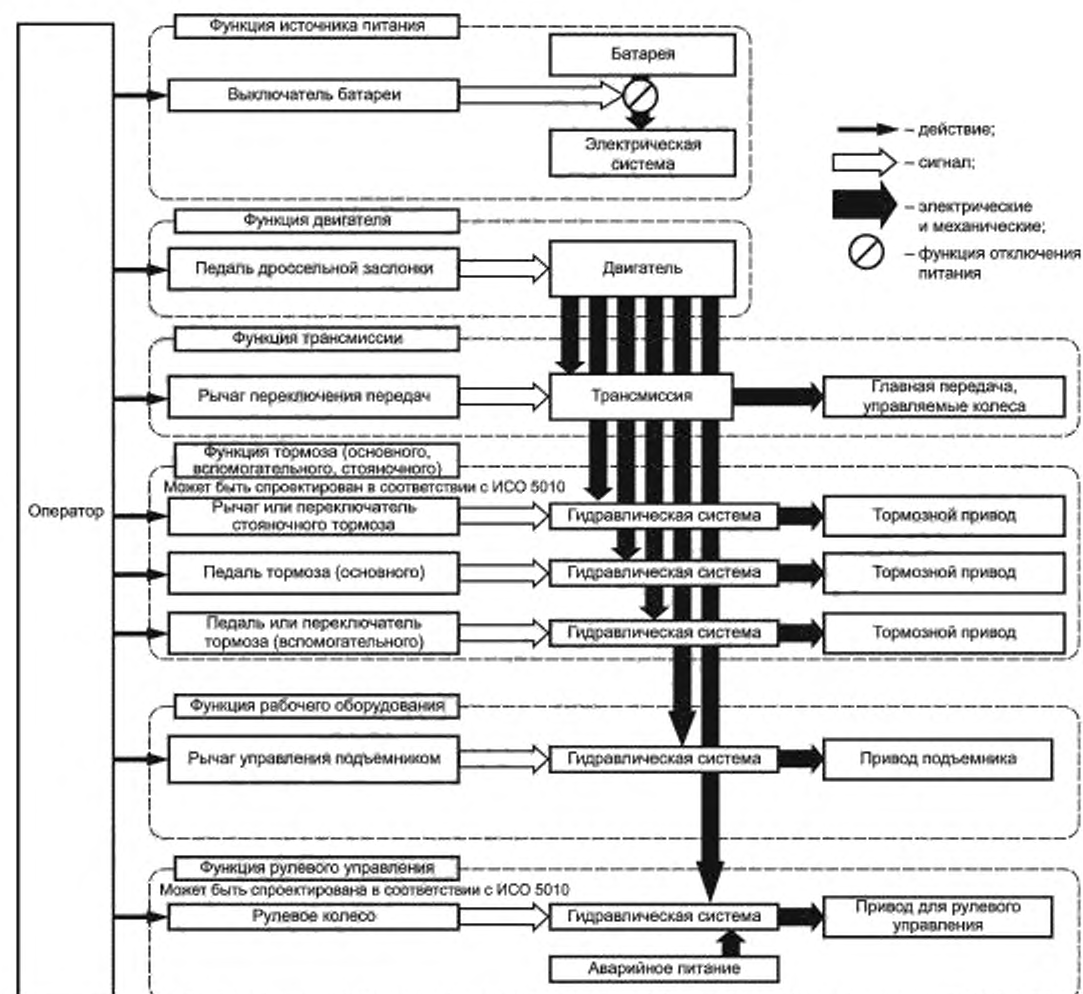 Функция источника питания
Батарея
Выключатель батареи
Электрическая
система
– действие;
– сигнал;
– электрические
и механические;
– функция отключения
питания
Функция двигателя
Педаль дроссельной заслонки
Двигатель
Функция трансмиссии
Рычаг переключения передач
Трансмиссия
Главная передача,
управляемые колеса
Функция тормоза (основного,
вспомогательного, стояночного)
Может быть спроектирован в соответствии с ИСО 5010
Оператор
Рычаг или переключатель
стояночного тормоза
Гидравлическая система
Тормозной привод
Педаль тормоза (основного)
Гидравлическая система
Тормозной привод
Педаль или переключатель
тормоза (вспомогательного)
Гидравлическая система
Тормозной привод
Функция рабочего оборудования
Рычаг управления подъёмником
Гидравлическая система
Привод подъемника
Функция рулевого управления
Может быть спроектирована в соответствии с ИСО 5010
Рулевое колесо
Гидравлическая система
Привод для рулевого
управления
Аварийное питание